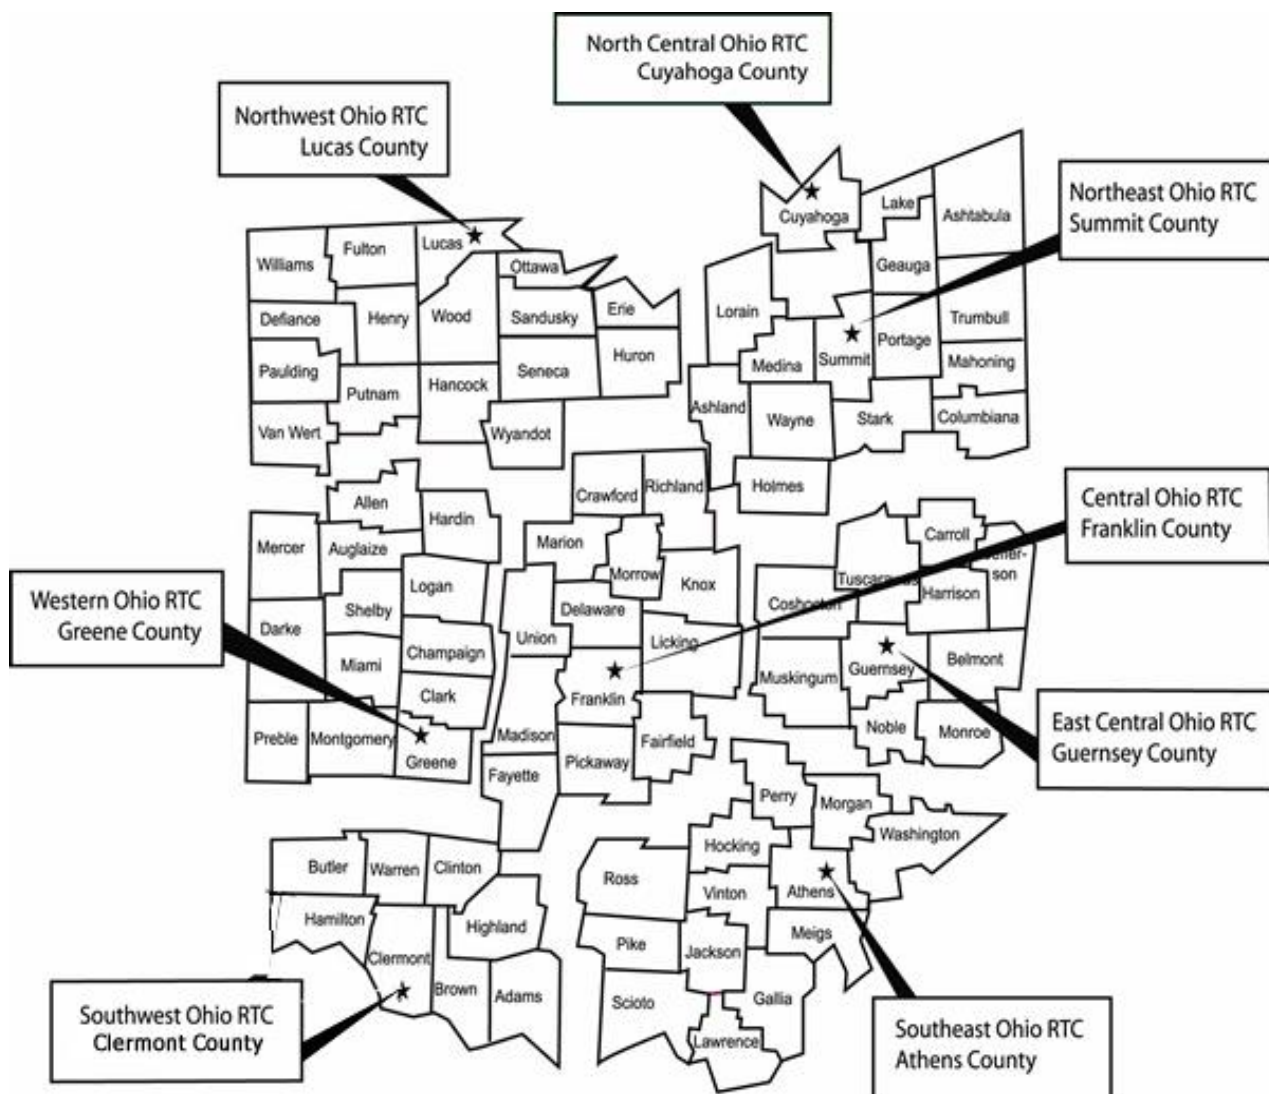 North Central Ohio RTC
Cuyahoga County
Northwest Ohio RTC
Lucas County
Northeast Ohio RTC
Summit County
Cuyahoga
Lake
Ashtabula
Williams
Fulton
Lucas
Ottawa
Geauga
Defiance
Henry
Wood
Sandusky
Erie
Lorain
Trumbull
Portage
Paulding
Putnam
Hancock
Seneca
Huron
Medina
Summit
Mahoning
Van Wert
Wyandot
Ashland
Wayne
Stark
Columbiana
Crawford
Richland
Holmes
Central Ohio RTC
Franklin County
Allen
Hardin
Marion
Carroll
Mercer
Auglaize
Logan
Morrow
Knox
Tuscarawas
Harrison
Jeffer-
son
Western Ohio RTC
Greene County
Shelby
Delaware
Coshocton
Darke
Miami
Champaign
Union
Licking
Muskingum
Guernsey
Belmont
Clark
Franklin
Preble
Montgomery
Greene
Madison
Fayette
Pickaway
Fairfield
Noble
Monroe
East Central Ohio RTC
Guernsey County
Perry
Morgan
Washington
Butler
Warren
Clinton
Ross
Hocking
Vinton
Athens
Hamilton
Highland
Pike
Jackson
Meigs
Clermont
Brown
Adams
Scioto
Gallia
Lawrence
Southwest Ohio RTC
Clermont County
Southeast Ohio RTC
Athens County